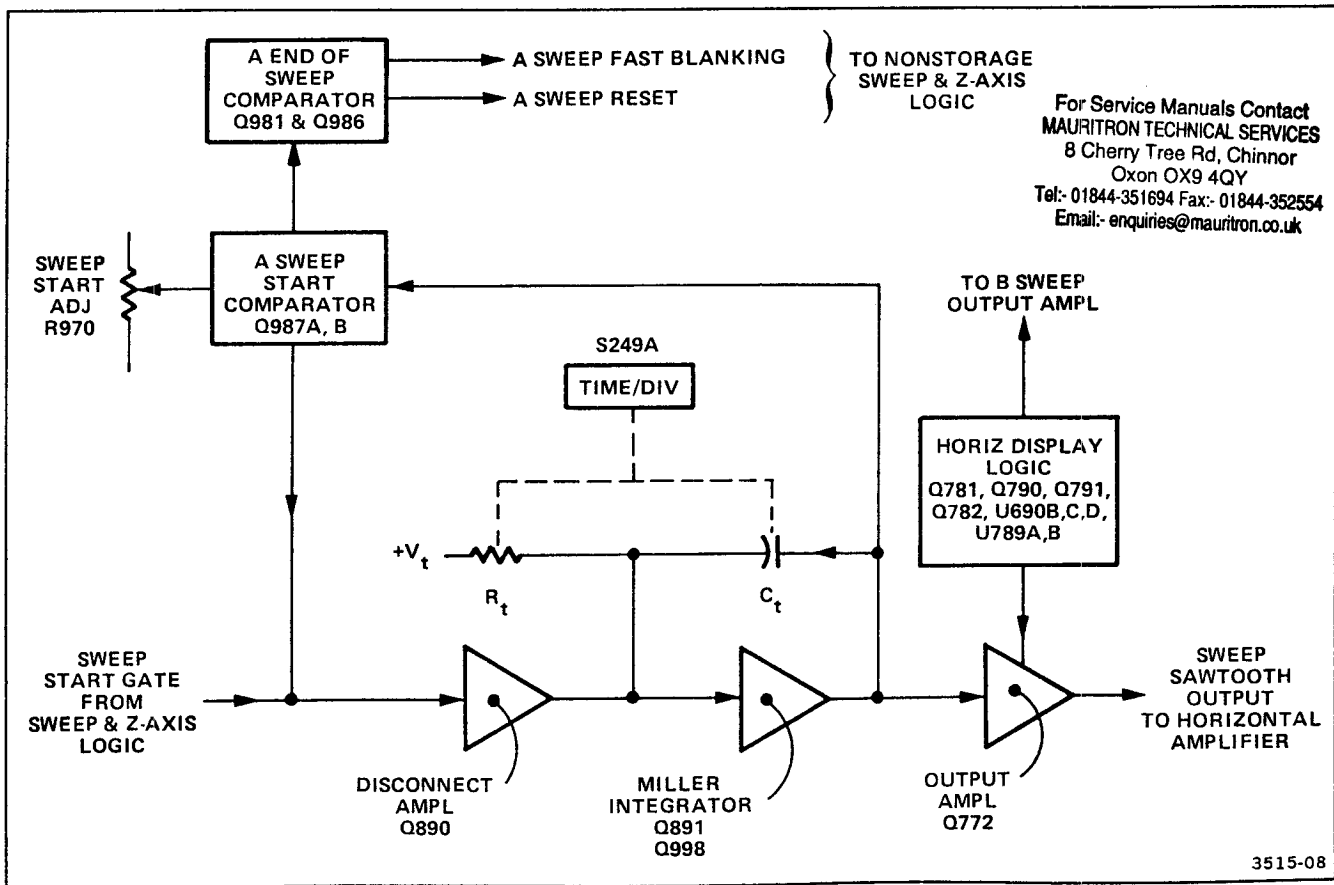 A END OF
SWEEP
COMPARATOR
Q981 & Q986
A SWEEP FAST BLANKING
A SWEEP RESET
TO NONSTORAGE
SWEEP & Z-AXIS
LOGIC
For Service Manuals Contact
MAURITRON TECHNICAL SERVICES
8 Cherry Tree Rd, Chinnor
Oxon OX9 4QY
Tel:- 01844-351694 Fax:- 01844-352554
Email:- enquiries@mauritron.co.uk
SWEEP
START
ADJ
R970
A SWEEP
START
COMPARATOR
Q987A, B
TO B SWEEP
OUTPUT AMPL
S249A
TIME/DIV
HORIZ DISPLAY
LOGIC
Q781, Q790, Q791,
Q782, U690B,C,D,
U789A,B
+Vt
Rt
Ct
SWEEP
START GATE
FROM
SWEEP & Z-AXIS
LOGIC
SWEEP
SAWTOOTH
OUTPUT
TO HORIZONTAL
AMPLIFIER
DISCONNECT
AMPL
Q890
MILLER
INTEGRATOR
Q891
Q998
OUTPUT
AMPL
Q772
3515-08